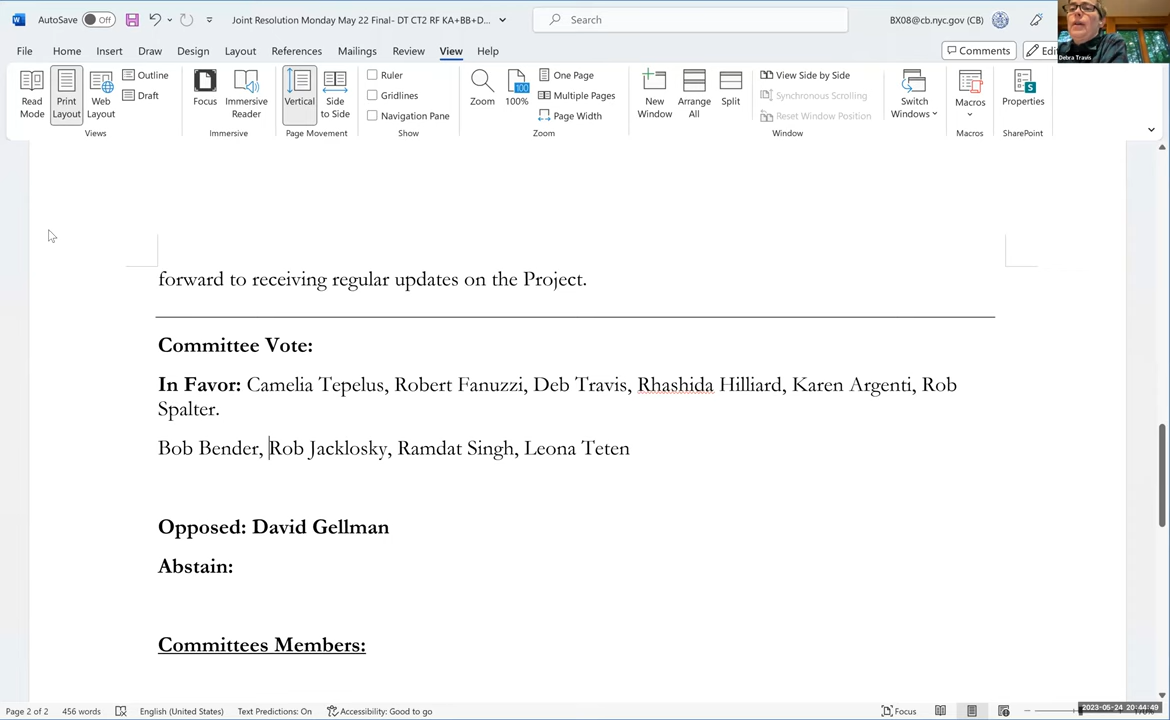 AutoSave Off Joint Resolution Monday May 22 Final- DT CT2 RF KA+BB+D... Search BX08@cb.nyc.gov (CB)
File Home Insert Draw Design Layout References Mailings Review View Help Comments
Read Mode
Print Layout
Web Layout
Outline
Draft
Views
Focus
Immersive Reader
Immersive
Vertical
Side to Side
Page Movement
Ruler
Gridlines
Navigation Pane
Show
Zoom
100
100%
One Page
Multiple Pages
Page Width
Zoom
New Window
Arrange All
Split
View Side by Side
Synchronous Scrolling
Reset Window Position
Window
Switch Windows
Macros
Macros
Properties
SharePoint
Debra Travis
forward to receiving regular updates on the Project.
Committee Vote:
In Favor: Camelia Tepelus, Robert Fanuzzi, Deb Travis, Rhashida Hilliard, Karen Argenti, Rob
Spalter.
Bob Bender, Rob Jacklosky, Ramdat Singh, Leona Teten
Opposed: David Gellman
Abstain:
Committees Members:
Page 2 of 2 456 words English (United States) Text Predictions: On Accessibility: Good to go Focus
2023-05-24 20:44:49